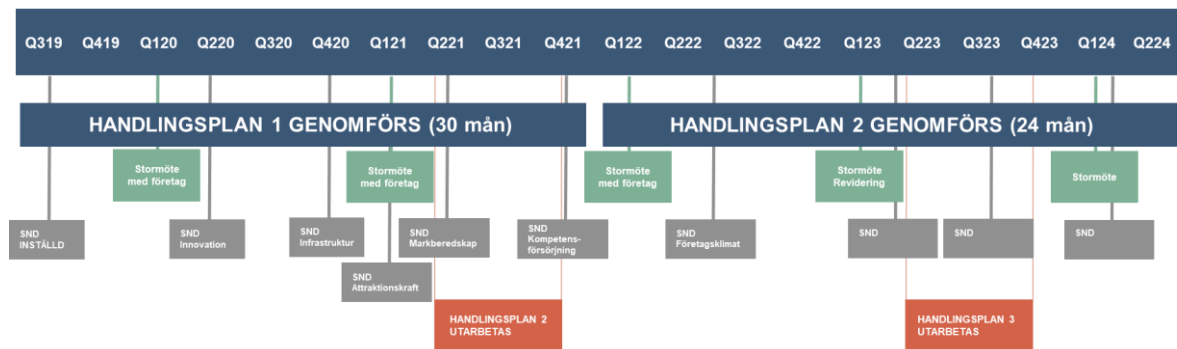 Q319 Q419 Q120 Q220 Q320 Q420 Q121 Q221 Q321 Q421 Q122 Q222 Q322 Q422 Q123 Q223 Q323 Q423 Q124 Q224
HANDLINGSPLAN 1 GENOMFÖRS (30 mån)
HANDLINGSPLAN 2 GENOMFÖRS (24 mån)
Stormöte
med företag
Stormöte
med företag
Stormöte
med företag
Stormöte
Revidering
Stormöte
SND
INSTÄLLD
SND
Innovation
SND
Infrastruktur
SND
Markberedskap
SND
Kompetens-
försörjning
SND
Företagsklimat
SND
SND
SND
SND
Attraktionskraft
HANDLINGSPLAN 2
UTARBETAS
HANDLINGSPLAN 3
UTARBETAS